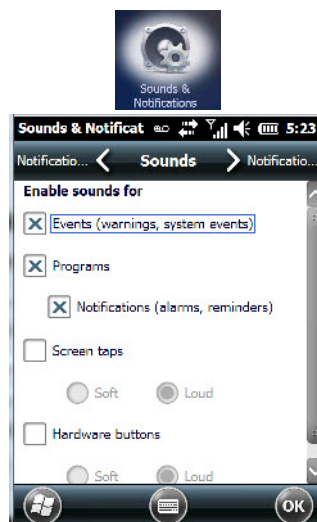 Sounds &
Notifications
Sounds & Notificat 5:23
Notificatio... Sounds Notificatio...
Enable sounds for
Events (warnings, system events)
Programs
Notifications (alarms, reminders)
Screen taps
Soft Loud
Hardware buttons
Soft Loud
OK